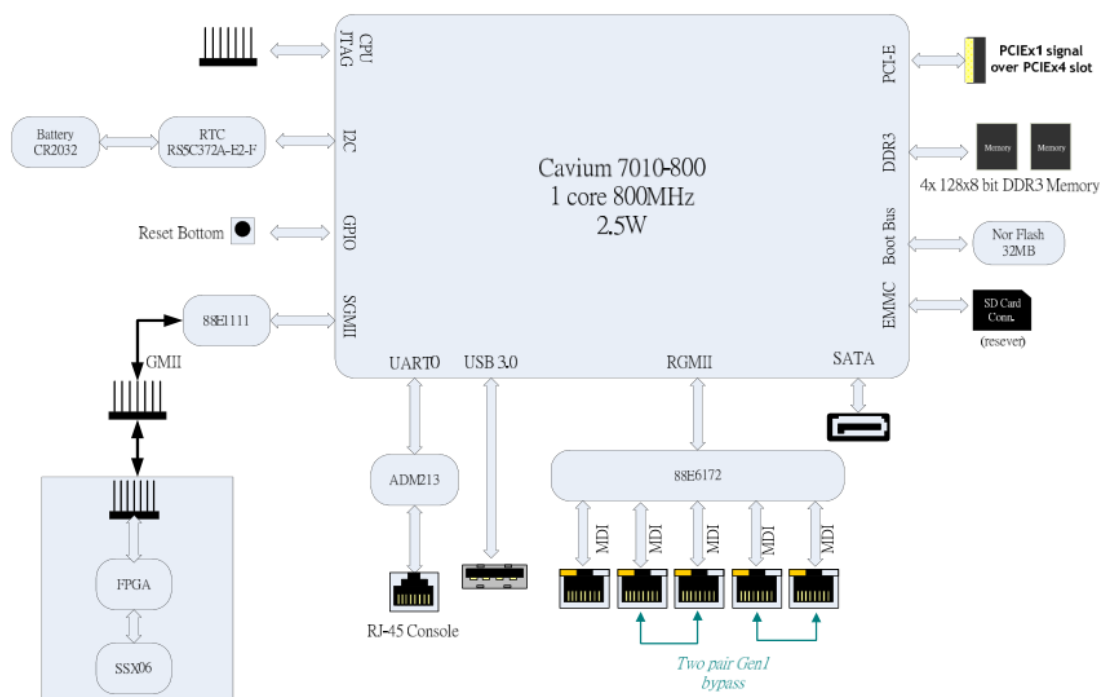 CPU
JTAG
PCI-E
PCIEx1 signal
over PCIEx4 slot
Battery
CR2032
RTC
RS5C372A-E2-F
I2C
Cavium 7010-800
1 core 800MHz
2.5W
DDR3
Memory
Memory
4x 128x8 bit DDR3 Memory
Reset Bottom
GPIO
Boot Bus
Nor Flash
32MB
88E1111
SGMII
EMMC
SD Card
Conn.
(resever)
GMII
UART0
USB 3.0
RGMII
SATA
ADM213
88E6172
MDI
MDI
MDI
MDI
MDI
FPGA
SSX06
RJ-45 Console
Two pair Gen1
bypass